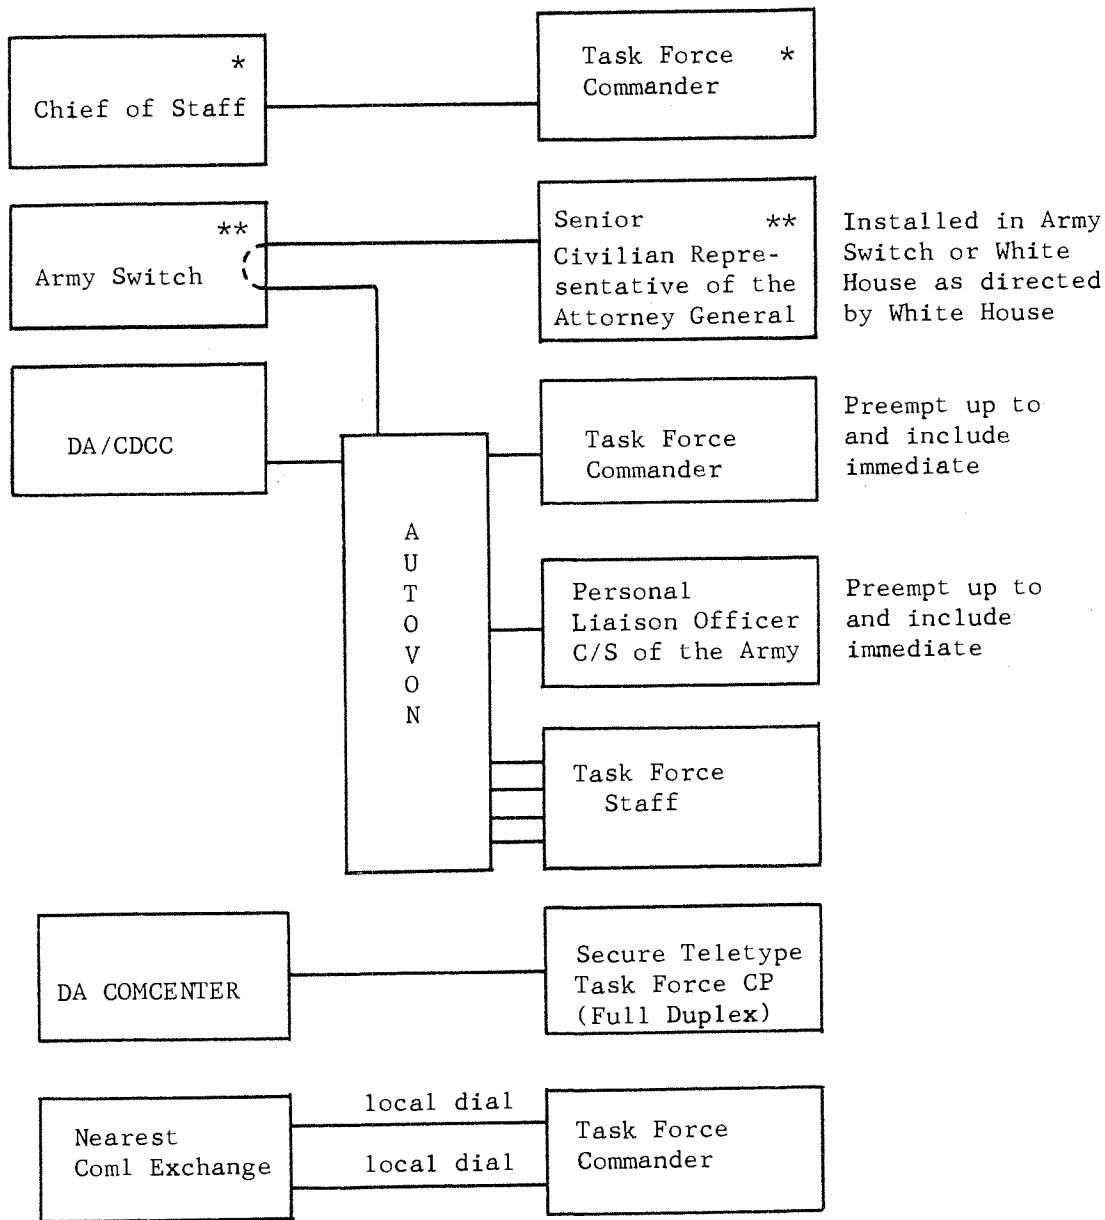 *
Chief of Staff
Task Force *
Commander
**
Army Switch
Senior **
Civilian Repre-
sentative of the
Attorney General
Installed in Army
Switch or White
House as directed
by White House
DA/CDCC
Task Force
Commander
Preempt up to
and include
immediate
A
U
T
O
V
O
N
Personal
Liaison Officer
C/S of the Army
Preempt up to
and include
immediate
Task Force
Staff
DA COMCENTER
Secure Teletype
Task Force CP
(Full Duplex)
Nearest
Coml Exchange
local dial
local dial
Task Force
Commander